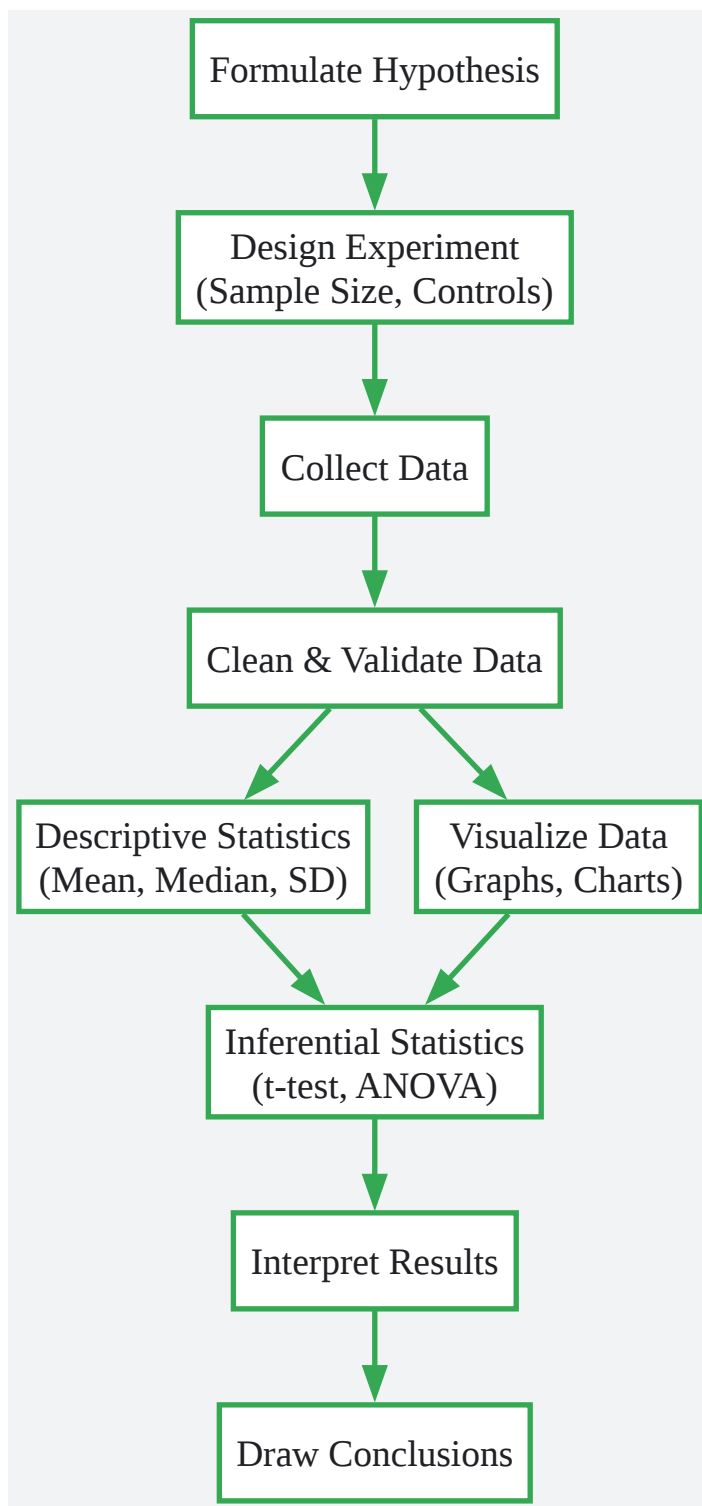 Formulate Hypothesis
Design Experiment
(Sample Size, Controls)
Collect Data
Clean & Validate Data
Descriptive Statistics
(Mean, Median, SD)
Visualize Data
(Graphs, Charts)
Inferential Statistics
(t-test, ANOVA)
Interpret Results
Draw Conclusions